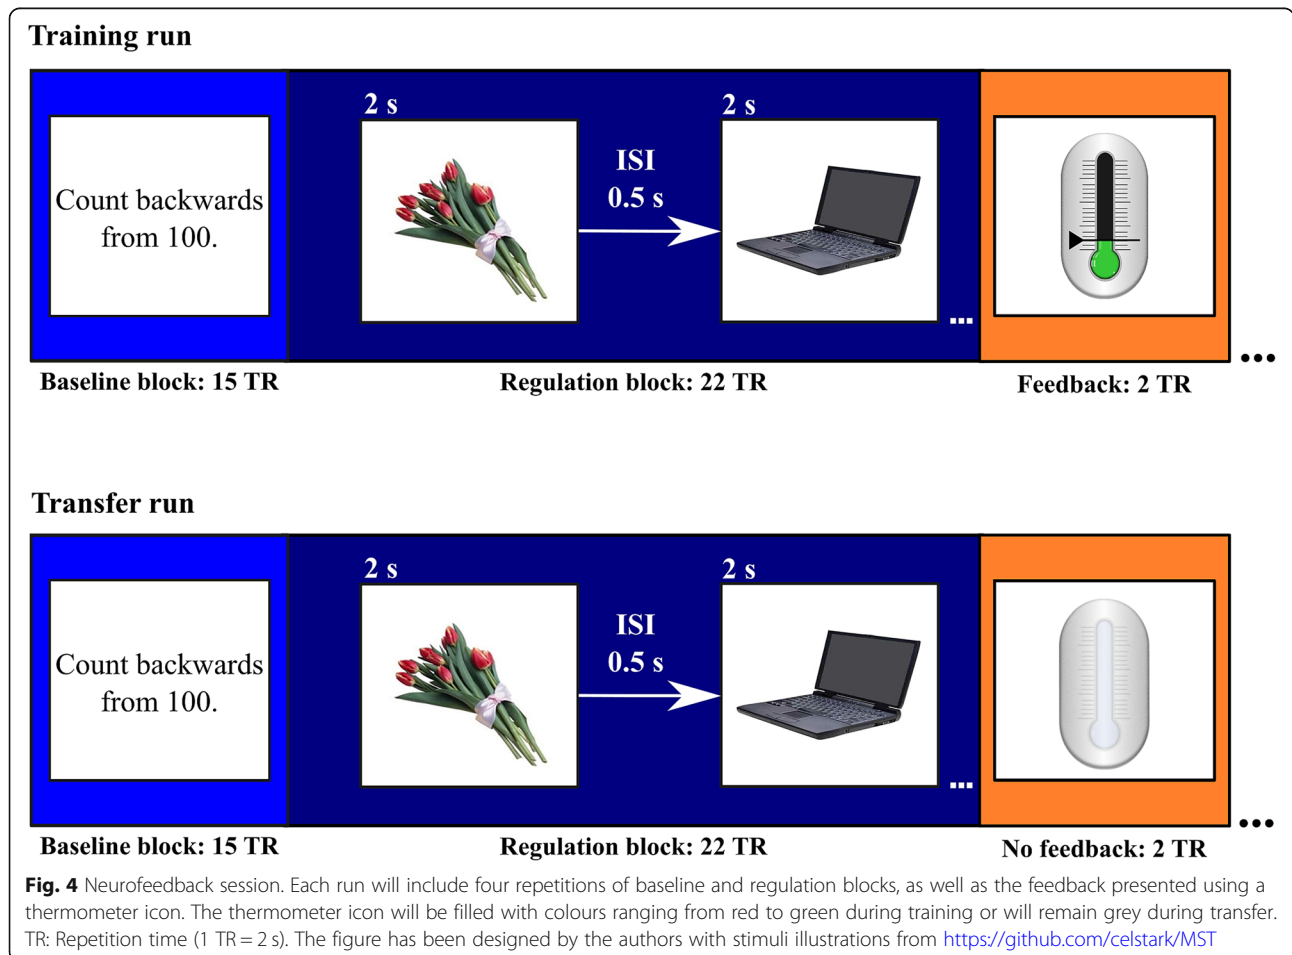 Training run
2 s
2 s
ISI
0.5 s
Count backwards
from 100.
...
...
Baseline block: 15 TR
Regulation block: 22 TR
Feedback: 2 TR
Transfer run
2 s
2 s
ISI
0.5 s
Count backwards
from 100.
...
...
Baseline block: 15 TR
Regulation block: 22 TR
No feedback: 2 TR
Fig. 4 Neurofeedback session. Each run will include four repetitions of baseline and regulation blocks, as well as the feedback presented using a
thermometer icon. The thermometer icon will be filled with colours ranging from red to green during training or will remain grey during transfer.
TR: Repetition time (1 TR = 2 s). The figure has been designed by the authors with stimuli illustrations from https://github.com/celstark/MST